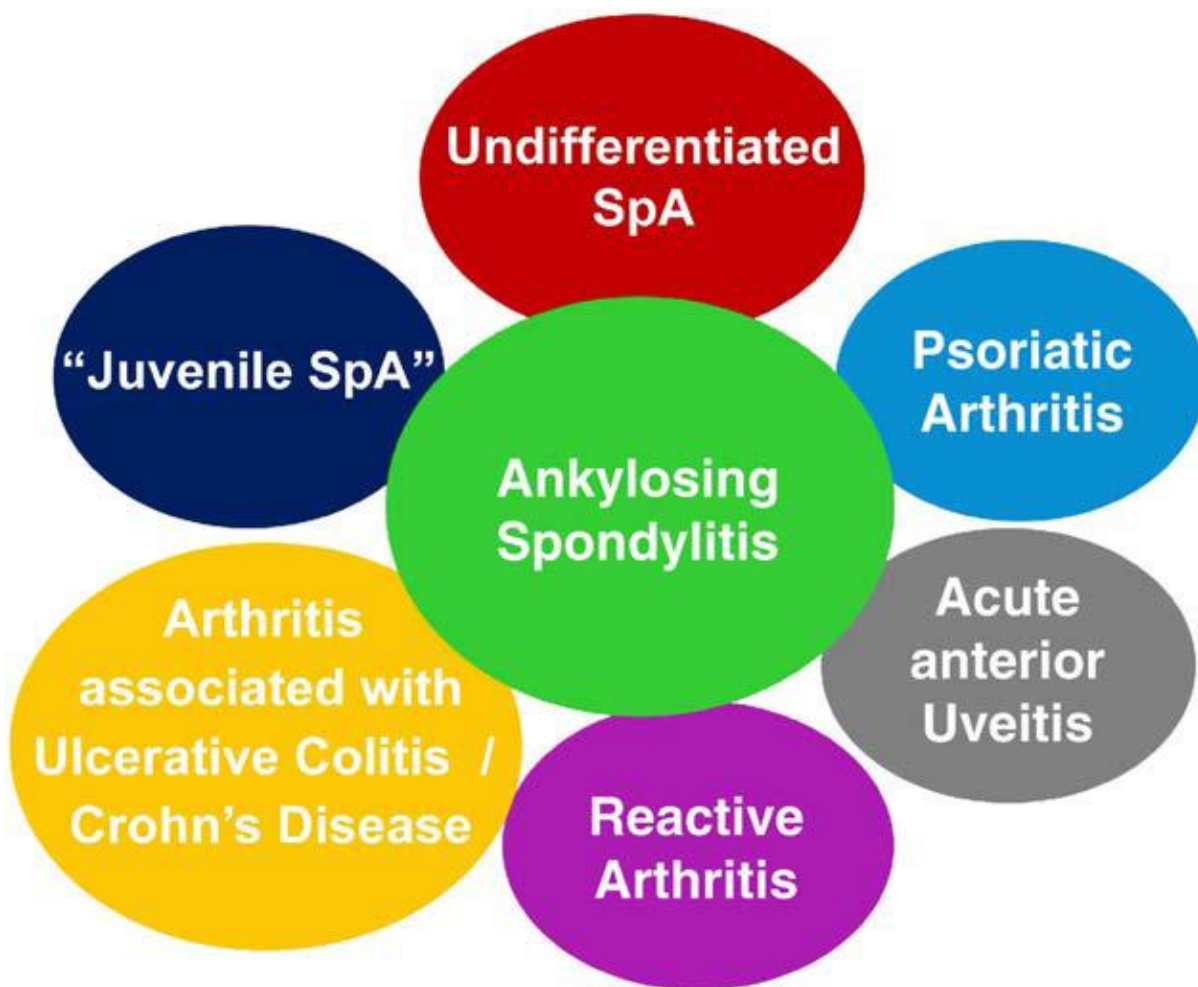 Undifferentiated
SpA
“Juvenile SpA”
Psoriatic
Arthritis
Ankylosing
Spondylitis
Arthritis
associated with
Ulcerative Colitis /
Crohn’s Disease
Acute
anterior
Uveitis
Reactive
Arthritis